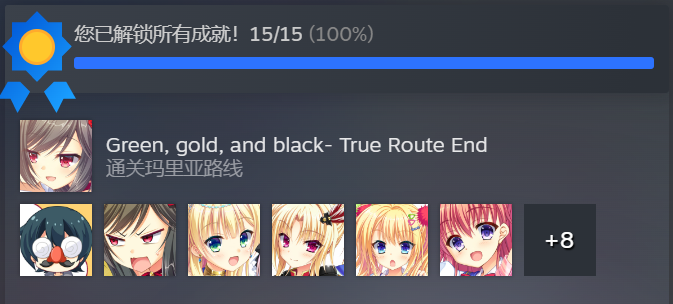 您已解锁所有成就！15/15 (100%)
Green, gold, and black- True Route End
通关玛里亚路线
+8